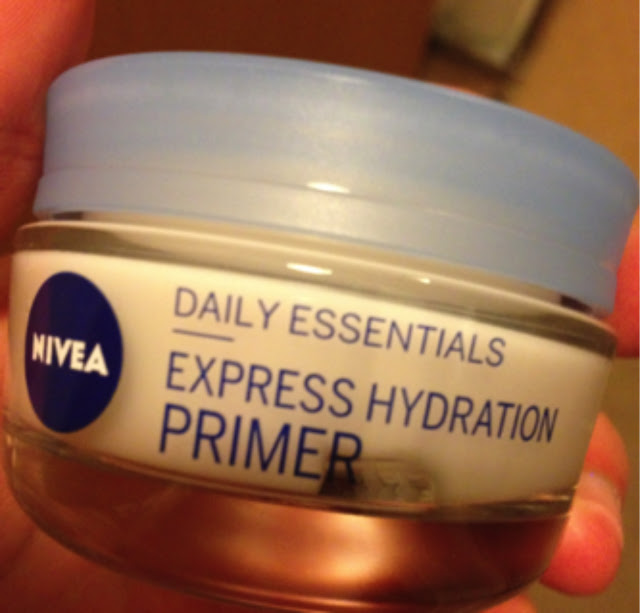 NIVEA
DAILY ESSENTIALS
EXPRESS HYDRATION
PRIMER